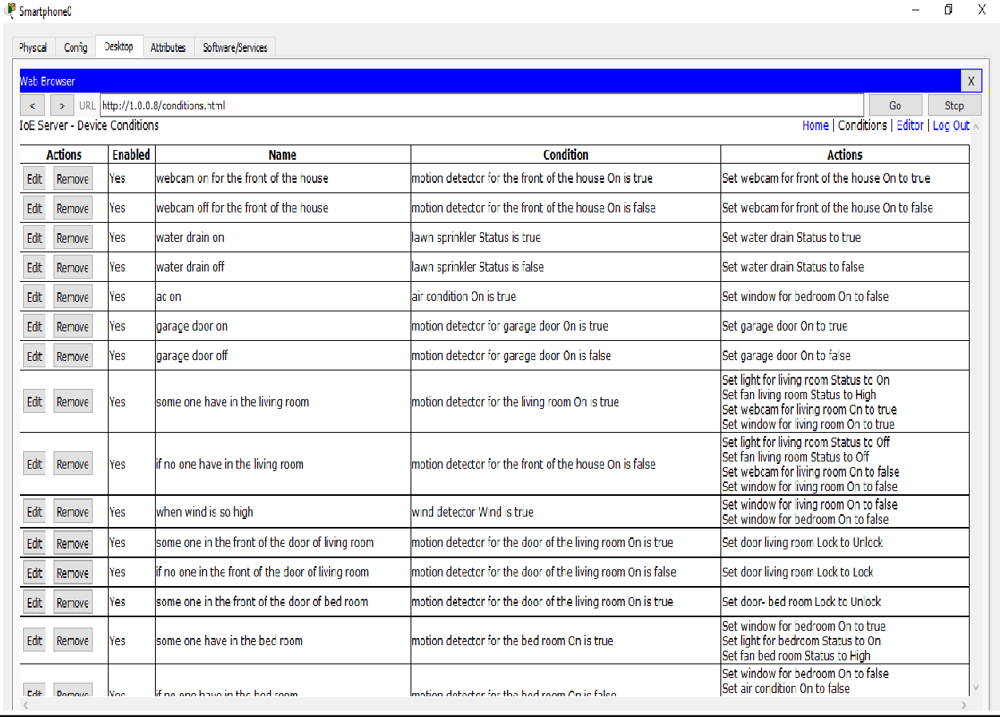 Smartphone0
Physical Config Desktop Attributes Software/Services
Web Browser X
< > URL http://1.0.0.8/conditions.html Go Stop
IoE Server - Device Conditions Home | Conditions | Editor | Log Out
Actions Enabled Name Condition Actions
Edit Remove Yes webcam on for the front of the house motion detector for the front of the house On is true Set webcam for front of the house On to true
Edit Remove Yes webcam off for the front of the house motion detector for the front of the house On is false Set webcam for front of the house On to false
Edit Remove Yes water drain on lawn sprinkler Status is true Set water drain Status to true
Edit Remove Yes water drain off lawn sprinkler Status is false Set water drain Status to false
Edit Remove Yes ac on air condition On is true Set window for bedroom On to false
Edit Remove Yes garage door on motion detector for garage door On is true Set garage door On to true
Edit Remove Yes garage door off motion detector for garage door On is false Set garage door On to false
Edit Remove Yes some one have in the living room motion detector for the living room On is true Set light for living room Status to On
Set fan living room Status to High
Set webcam for living room On to true
Set window for living room On to true
Edit Remove Yes if no one have in the living room motion detector for the front of the house On is false Set light for living room Status to Off
Set fan living room Status to Off
Set webcam for living room On to false
Set window for living room On to false
Edit Remove Yes when wind is so high wind detector Wind is true Set window for living room On to false
Set window for bedroom On to false
Edit Remove Yes some one in the front of the door of living room motion detector for the door of the living room On is true Set door living room Lock to Unlock
Edit Remove Yes if no one in the front of the door of living room motion detector for the door of the living room On is false Set door living room Lock to Lock
Edit Remove Yes some one in the front of the door of bed room motion detector for the door of the living room On is true Set door- bed room Lock to Unlock
Edit Remove Yes some one have in the bed room motion detector for the bed room On is true Set window for bedroom On to true
Set light for bedroom Status to On
Set fan bed room Status to High
Edit Remove Yes if no one have in the bed room motion detector for the bed room On is false Set window for bedroom On to false
Set air condition On to false